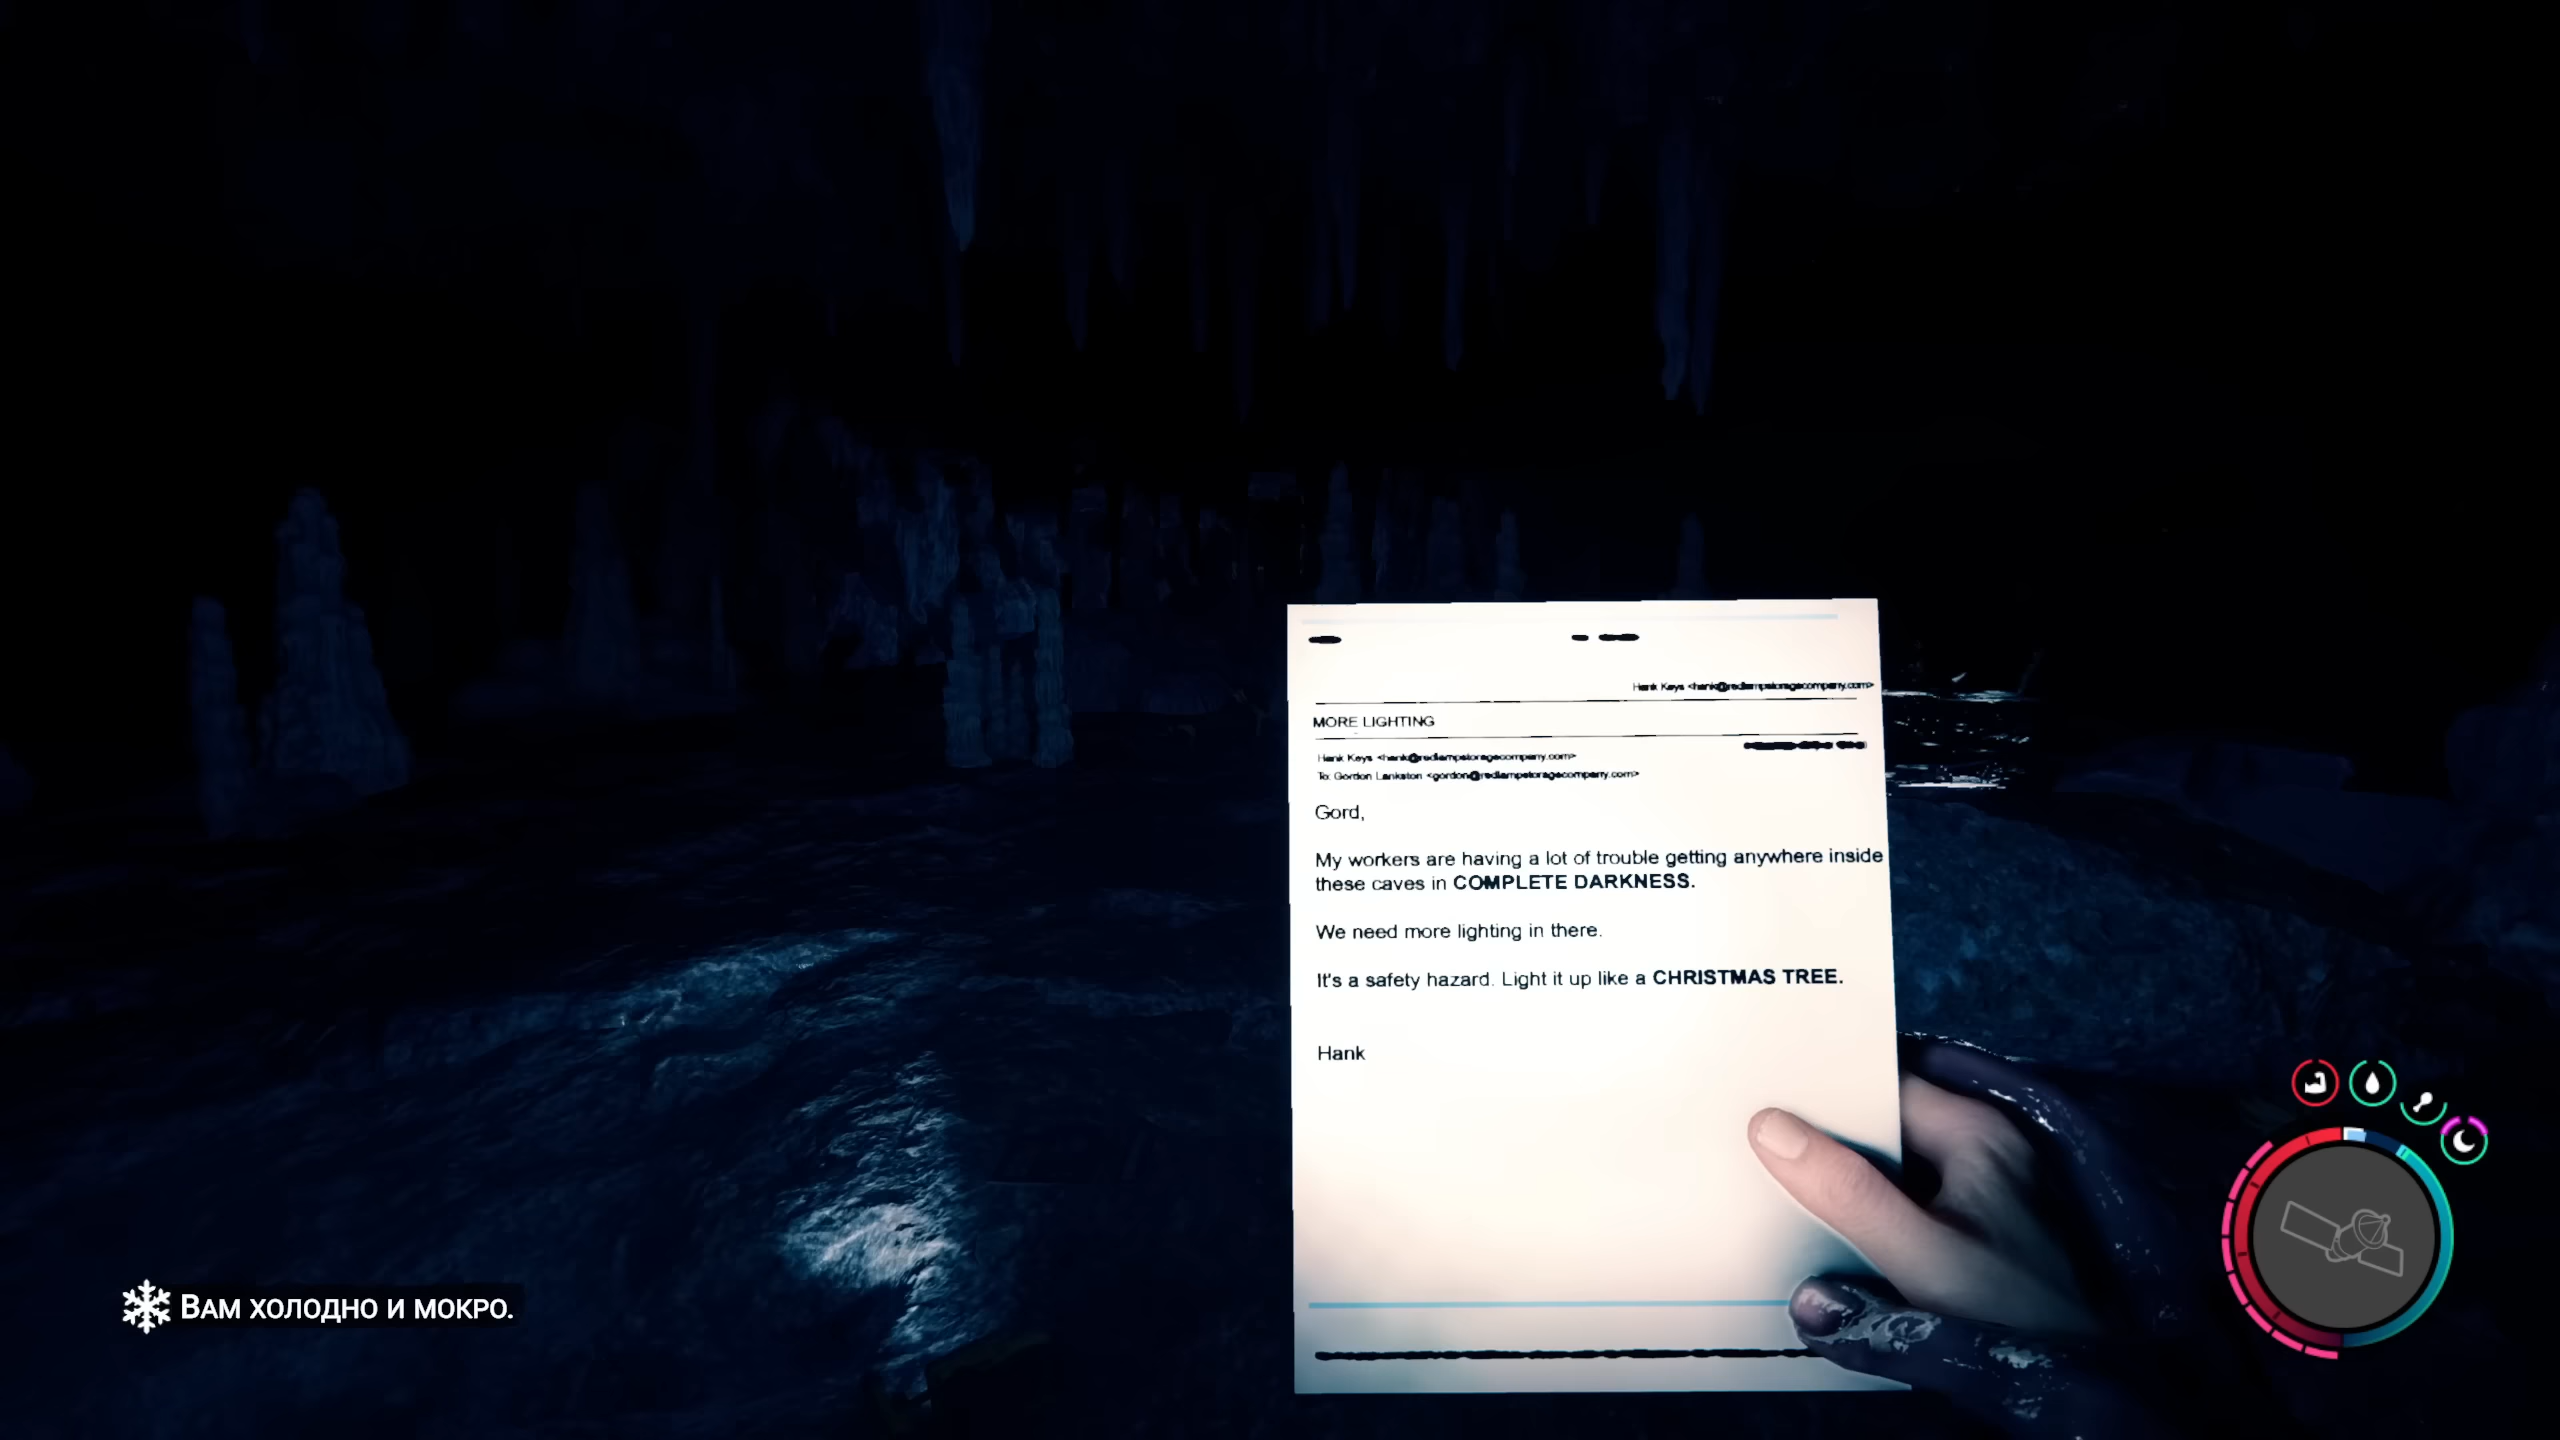 Hank Keys <hank@redlampstoragecompany.com>
MORE LIGHTING
Hank Keys <hank@redlampstoragecompany.com>
To: Gordon Lankston <gordon@redlampstoragecompany.com>
Gord,
My workers are having a lot of trouble getting anywhere inside
these caves in COMPLETE DARKNESS.
We need more lighting in there.
It's a safety hazard. Light it up like a CHRISTMAS TREE.
Hank
Вам холодно и мокро.